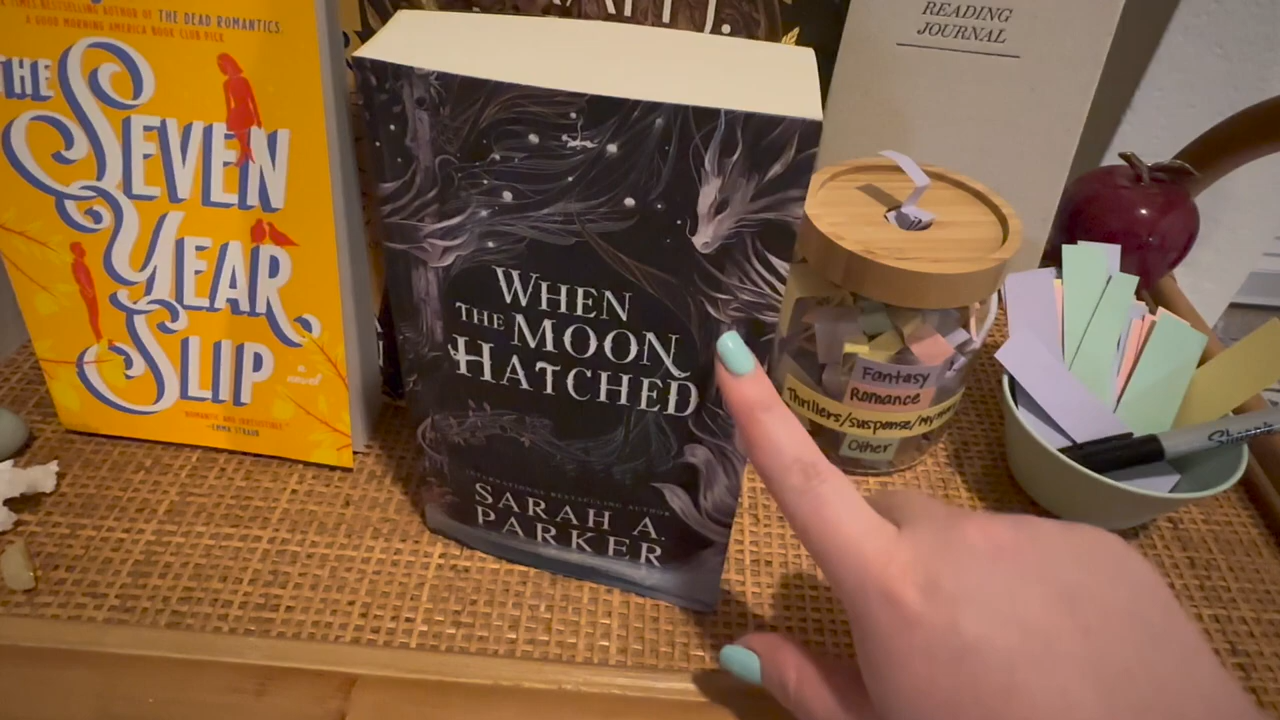 TIMES BESTSELLING AUTHOR OF THE DEAD ROMANTICS
A GOOD MORNING AMERICA BOOK CLUB PICK
THE
SEVEN
YEAR
SLIP
a novel
"ROMANTIC AND IRRESISTIBLE."
—EMMA STRAUB
WHEN
THE MOON
HATCHED
INTERNATIONAL BESTSELLING AUTHOR
SARAH A.
PARKER
READING
JOURNAL
Fantasy
Romance
Thrillers/suspense/mystery
Other
Sharpie